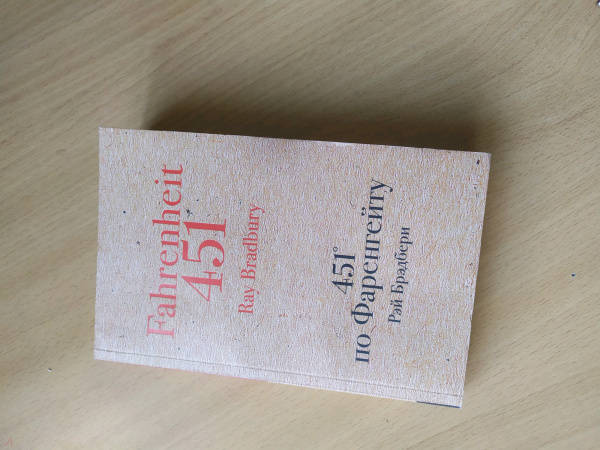 Fahrenheit
451°
Ray Bradbury
451°
по Фаренгейту
Рэй Брэдбери